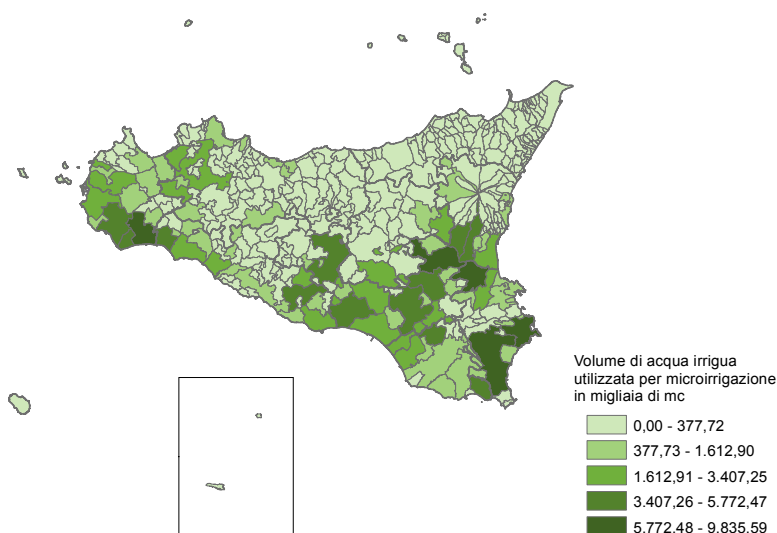 Volume di acqua irrigua
utilizzata per microirrigazione
in migliaia di mc
0,00 - 377,72
377,73 - 1.612,90
1.612,91 - 3.407,25
3.407,26 - 5.772,47
5.772,48 - 9.835,59